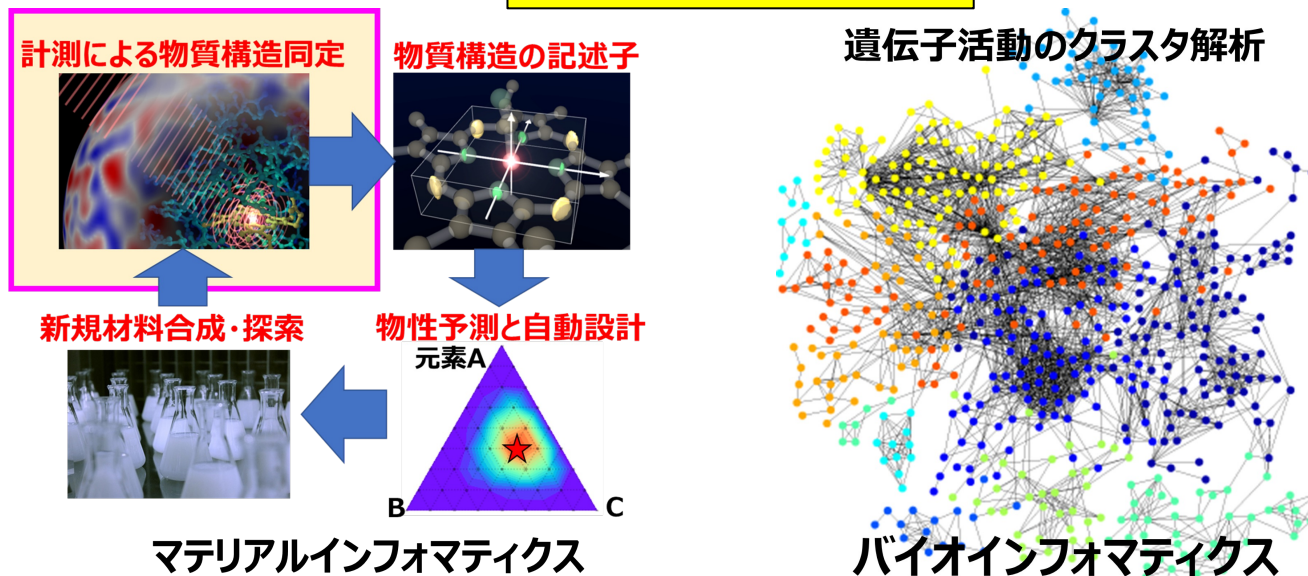 計測による物質構造同定
物質構造の記述子
新規材料合成・探索
物性予測と自動設計
元素A
B
C
マテリアルインフォマティクス
遺伝子活動のクラスタ解析
バイオインフォマティクス